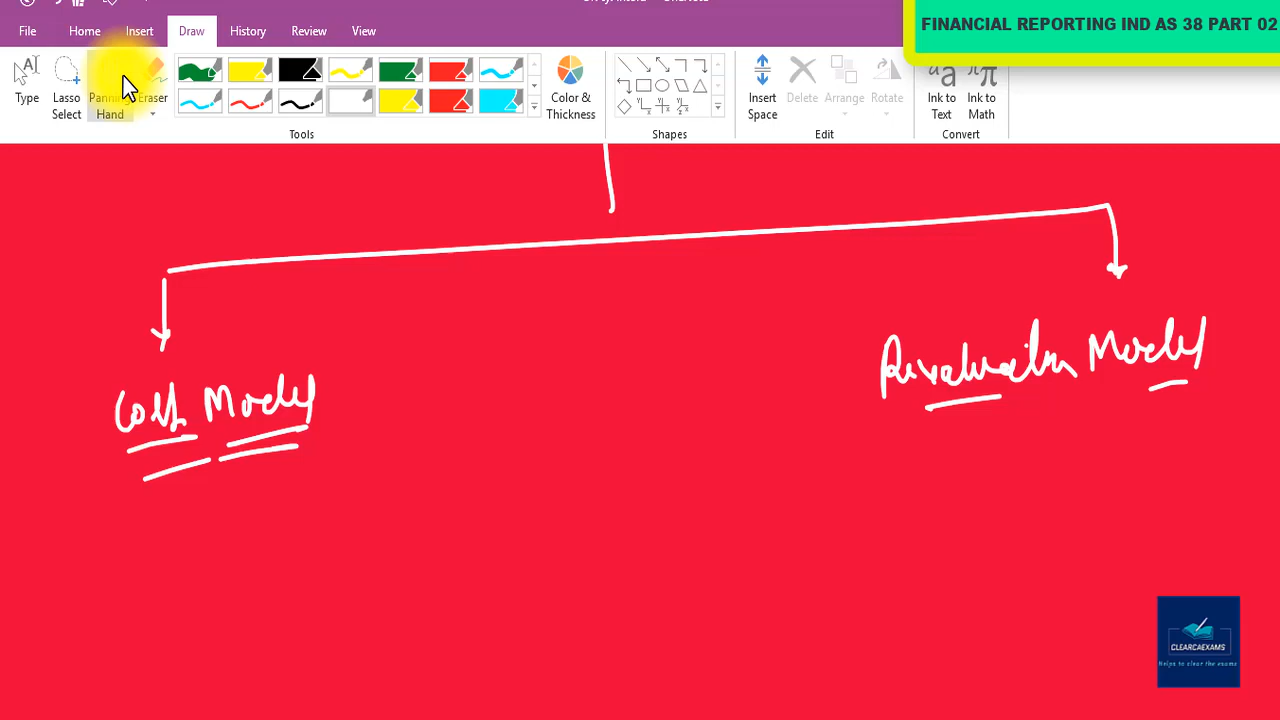 FINANCIAL REPORTING IND AS 38 PART 02
File Home Insert Draw History Review View
Type Lasso Select Panning Hand Eraser Color & Thickness Insert Space Delete Arrange Rotate Ink to Text Ink to Math
Tools Shapes Edit Convert
Revaluation Model
Cost Model
CLEARCAEXAMS
Helps to clear the exams